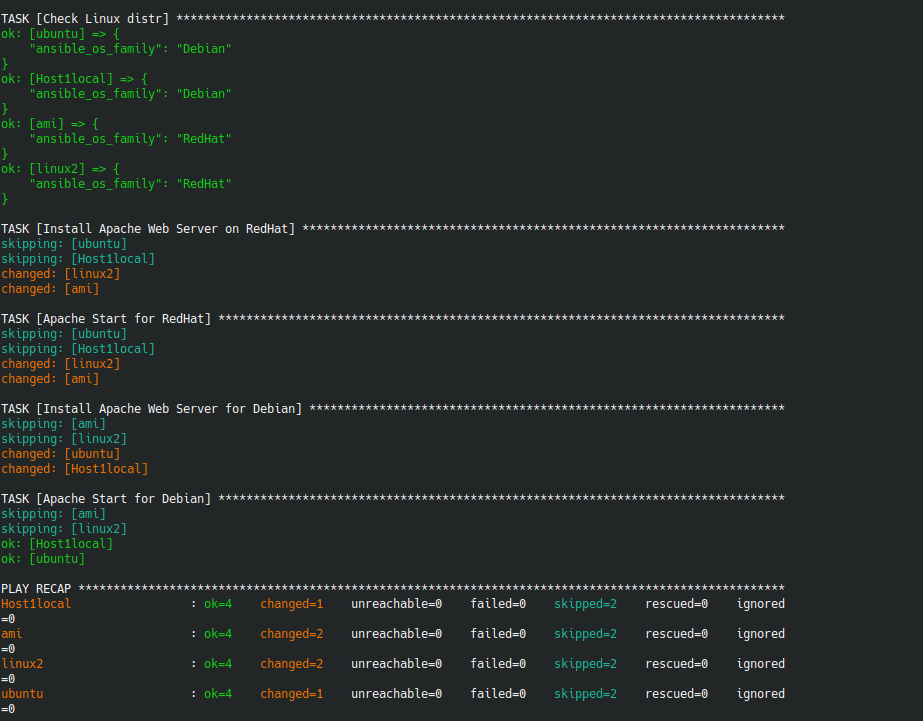 TASK [Check Linux distr] ***************************************************************************************
ok: [ubuntu] => {
    "ansible_os_family": "Debian"
}
ok: [Host1local] => {
    "ansible_os_family": "Debian"
}
ok: [ami] => {
    "ansible_os_family": "RedHat"
}
ok: [linux2] => {
    "ansible_os_family": "RedHat"
}
TASK [Install Apache Web Server on RedHat] *********************************************************************
skipping: [ubuntu]
skipping: [Host1local]
changed: [linux2]
changed: [ami]
TASK [Apache Start for RedHat] *********************************************************************************
skipping: [ubuntu]
skipping: [Host1local]
changed: [linux2]
changed: [ami]
TASK [Install Apache Web Server for Debian] ********************************************************************
skipping: [ami]
skipping: [linux2]
changed: [ubuntu]
changed: [Host1local]
TASK [Apache Start for Debian] *********************************************************************************
skipping: [ami]
skipping: [linux2]
ok: [Host1local]
ok: [ubuntu]
PLAY RECAP *****************************************************************************************************
Host1local                 : ok=4    changed=1    unreachable=0    failed=0    skipped=2    rescued=0    ignored
=0
ami                        : ok=4    changed=2    unreachable=0    failed=0    skipped=2    rescued=0    ignored
=0
linux2                     : ok=4    changed=2    unreachable=0    failed=0    skipped=2    rescued=0    ignored
=0
ubuntu                     : ok=4    changed=1    unreachable=0    failed=0    skipped=2    rescued=0    ignored
=0